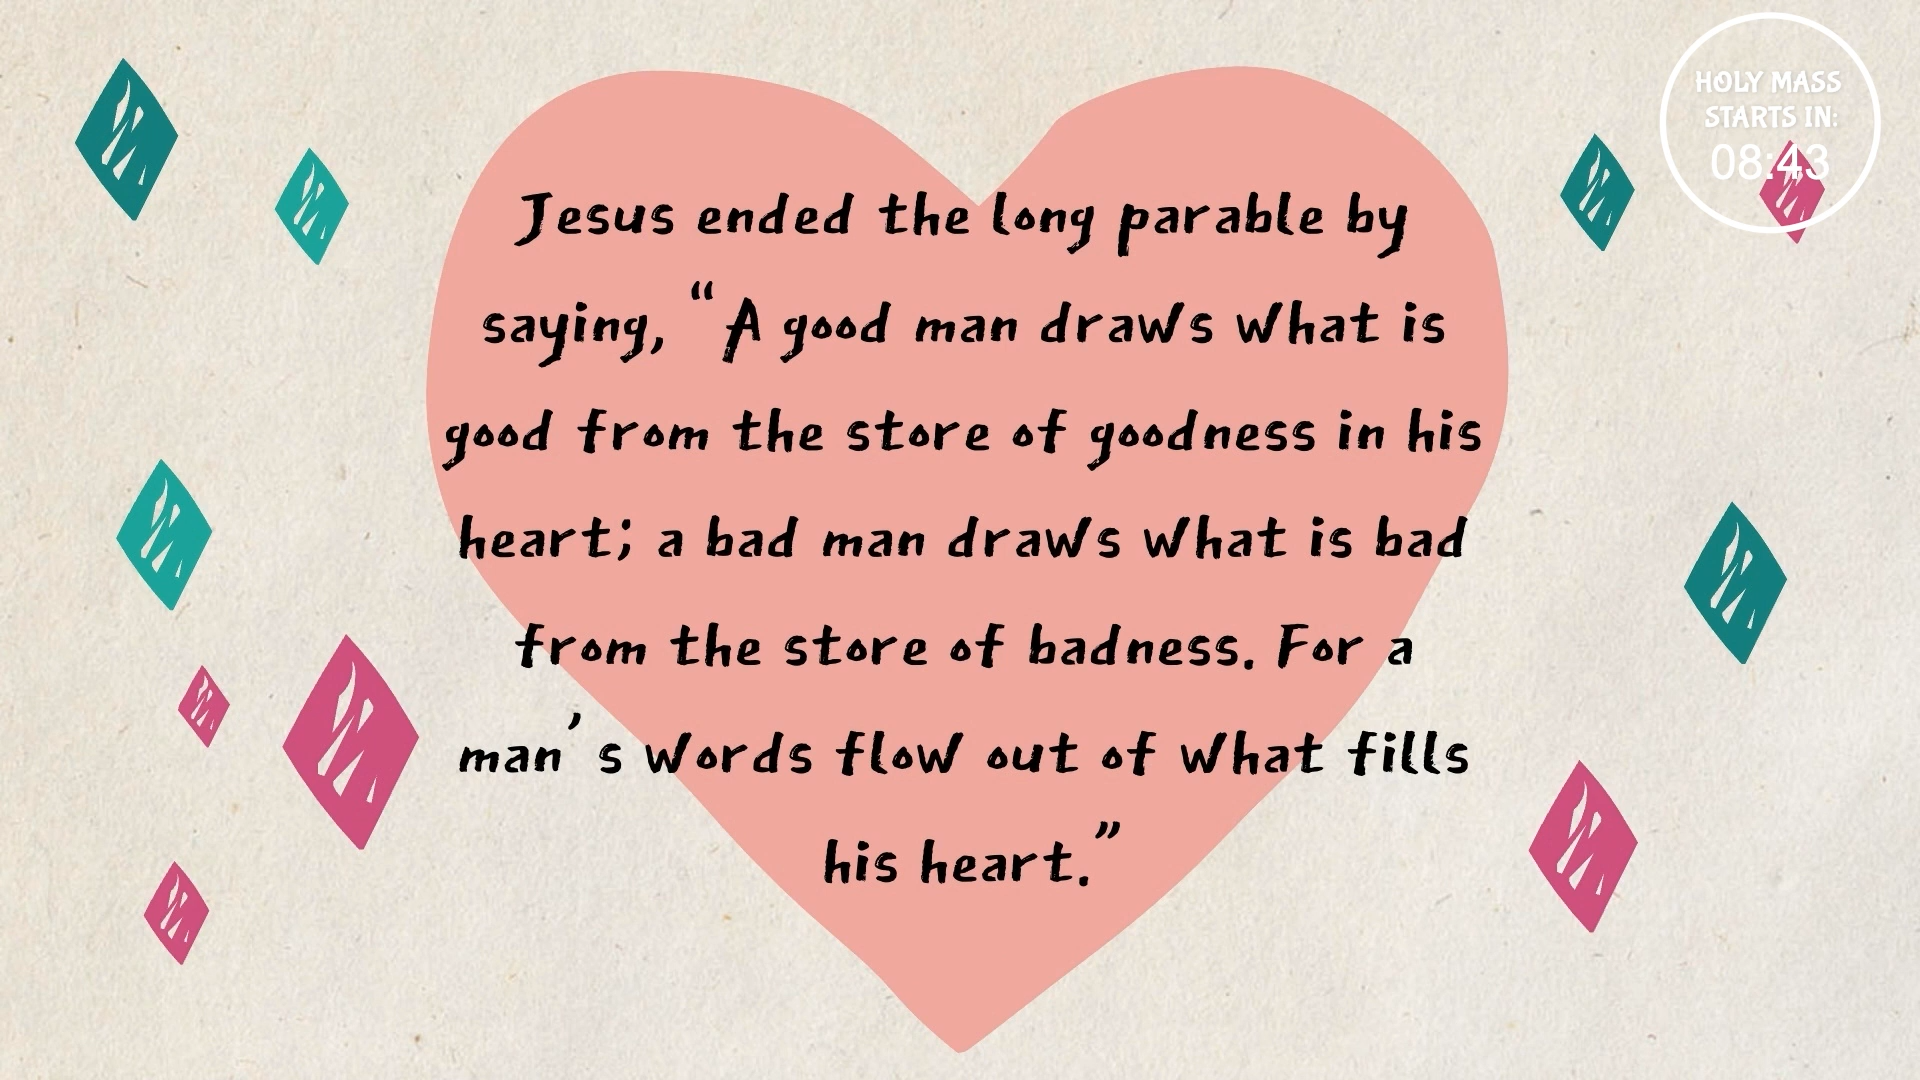 HOLY MASS
STARTS IN:
08:43
Jesus ended the long parable by
saying, “A good man draws what is
good from the store of goodness in his
heart; a bad man draws what is bad
from the store of badness. For a
man’s words flow out of what fills
his heart.”